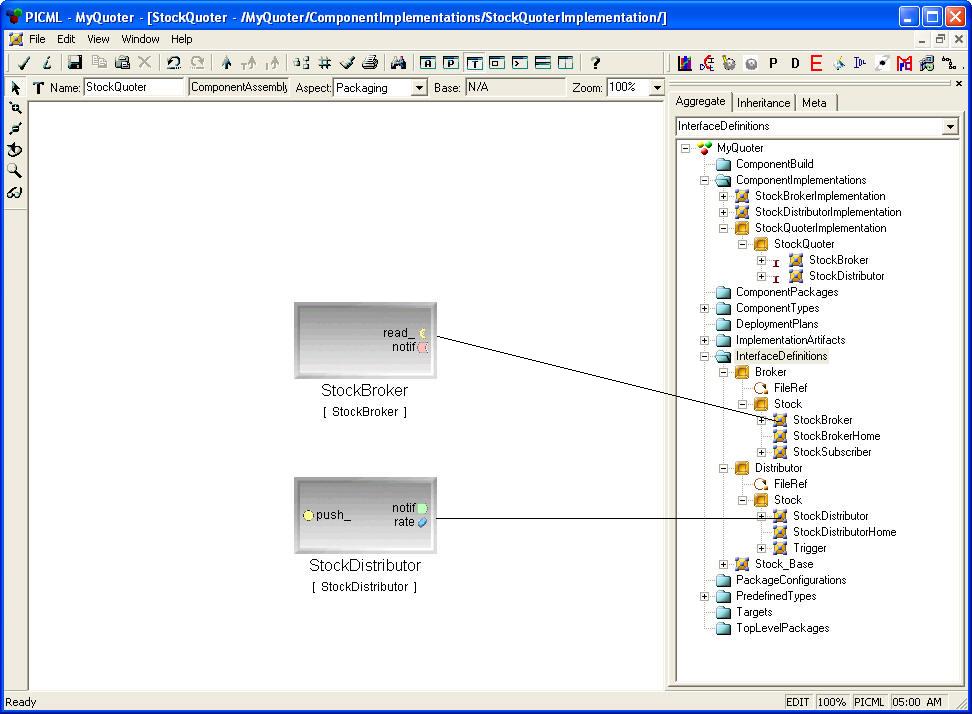 PICML - MyQuoter - [StockQuoter - /MyQuoter/ComponentImplementations/StockQuoterImplementation/]
File Edit View Window Help
Name: StockQuoter ComponentAssembly Aspect: Packaging Base: N/A Zoom: 100%
Aggregate Inheritance Meta
InterfaceDefinitions
MyQuoter
ComponentBuild
ComponentImplementations
StockBrokerImplementation
StockDistributorImplementation
StockQuoterImplementation
StockQuoter
StockBroker
StockDistributor
ComponentPackages
ComponentTypes
DeploymentPlans
ImplementationArtifacts
InterfaceDefinitions
Broker
FileRef
Stock
StockBroker
StockBrokerHome
StockSubscriber
Distributor
FileRef
Stock
StockDistributor
StockDistributorHome
Trigger
Stock_Base
PackageConfigurations
PredefinedTypes
Targets
TopLevelPackages
read_
notif
StockBroker
[ StockBroker ]
push_
notif
rate
StockDistributor
[ StockDistributor ]
Ready
EDIT 100% PICML 05:00 AM